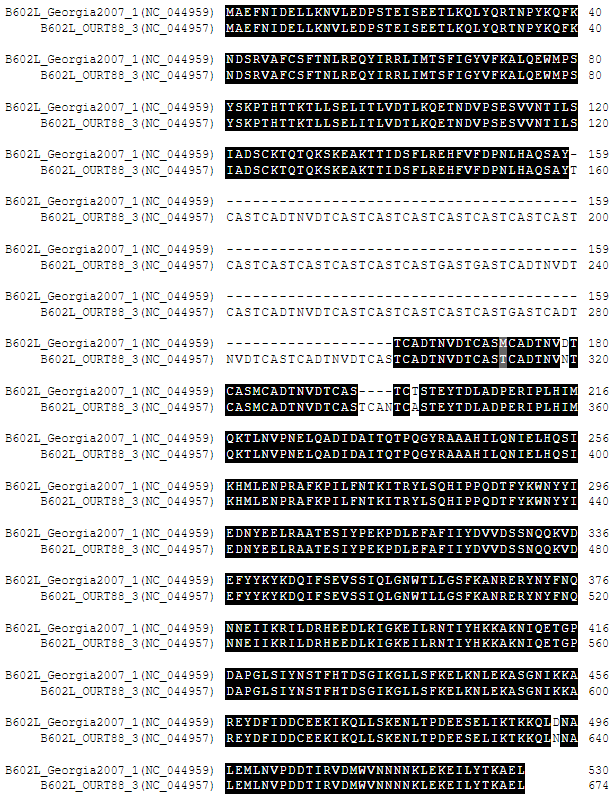 B602L_Georgia2007_1(NC_044959) MAEFNIDELLKNVLEDPSTEISEETLKQLYQRTNPYKQFK 40
B602L_OURT88_3(NC_044957) MAEFNIDELLKNVLEDPSTEISEETLKQLYQRTNPYKQFK 40
B602L_Georgia2007_1(NC_044959) NDSRVAFCSFTNLREQYIRRLIMTSFIGYVFKALQEWMPS 80
B602L_OURT88_3(NC_044957) NDSRVAFCSFTNLREQYIRRLIMTSFIGYVFKALQEWMPS 80
B602L_Georgia2007_1(NC_044959) YSKPTHTTKTLLSELITLVDTLKQETNDVPSESVVNTILS 120
B602L_OURT88_3(NC_044957) YSKPTHTTKTLLSELITLVDTLKQETNDVPSESVVNTILS 120
B602L_Georgia2007_1(NC_044959) IADSCKTQTQKSKEAKTTIDSFLREHFVFDPNLHAQSAY- 159
B602L_OURT88_3(NC_044957) IADSCKTQTQKSKEAKTTIDSFLREHFVFDPNLHAQSAYT 160
B602L_Georgia2007_1(NC_044959) ---------------------------------------- 159
B602L_OURT88_3(NC_044957) CASTCADTNVDTCASTCASTCASTCASTCASTCASTCAST 200
B602L_Georgia2007_1(NC_044959) ---------------------------------------- 159
B602L_OURT88_3(NC_044957) CASTCASTCASTCASTCASTCASTGASTGASTCADTNVDT 240
B602L_Georgia2007_1(NC_044959) ---------------------------------------- 159
B602L_OURT88_3(NC_044957) CASTCADTNVDTCASTCASTCASTCASTCASTGASTCADT 280
B602L_Georgia2007_1(NC_044959) -------------------TCADTNVDTCASMCADTNVDT 180
B602L_OURT88_3(NC_044957) NVDTCASTCADTNVDTCASTCADTNVDTCASTCADTNVNT 320
B602L_Georgia2007_1(NC_044959) CASMCADTNVDTCAS----TCTSTEYTDLADPERIPLHIM 216
B602L_OURT88_3(NC_044957) CASMCADTNVDTCASTCANTCASTEYTDLADPERIPLHIM 360
B602L_Georgia2007_1(NC_044959) QKTLNVPNELQADIDAITQTPQGYRAAAHILQNIELHQSI 256
B602L_OURT88_3(NC_044957) QKTLNVPNELQADIDAITQTPQGYRAAAHILQNIELHQSI 400
B602L_Georgia2007_1(NC_044959) KHMLENPRAFKPILFNTKITRYLSQHIPPQDTFYKWNYYI 296
B602L_OURT88_3(NC_044957) KHMLENPRAFKPILFNTKITRYLSQHIPPQDTFYKWNYYI 440
B602L_Georgia2007_1(NC_044959) EDNYEELRAATESIYPEKPDLEFAFIIYDVVDSSNQQKVD 336
B602L_OURT88_3(NC_044957) EDNYEELRAATESIYPEKPDLEFAFIIYDVVDSSNQQKVD 480
B602L_Georgia2007_1(NC_044959) EFYYKYKDQIFSEVSSIQLGNWTLLGSFKANRERYNYFNQ 376
B602L_OURT88_3(NC_044957) EFYYKYKDQIFSEVSSIQLGNWTLLGSFKANRERYNYFNQ 520
B602L_Georgia2007_1(NC_044959) NNEIIKRILDRHEEDLKIGKEILRNTIYHKKAKNIQETGP 416
B602L_OURT88_3(NC_044957) NNEIIKRILDRHEEDLKIGKEILRNTIYHKKAKNIQETGP 560
B602L_Georgia2007_1(NC_044959) DAPGLSIYNSTFHTDSGIKGLLSFKELKNLEKASGNIKKA 456
B602L_OURT88_3(NC_044957) DAPGLSIYNSTFHTDSGIKGLLSFKELKNLEKASGNIKKA 600
B602L_Georgia2007_1(NC_044959) REYDFIDDCEEKIKQLLSKENLTPDEESELIKTKKQLDNA 496
B602L_OURT88_3(NC_044957) REYDFIDDCEEKIKQLLSKENLTPDEESELIKTKKQLNNA 640
B602L_Georgia2007_1(NC_044959) LEMLNVPDDTIRVDMWVNNNNKLEKEILYTKAEL 530
B602L_OURT88_3(NC_044957) LEMLNVPDDTIRVDMWVNNNNKLEKEILYTKAEL 674